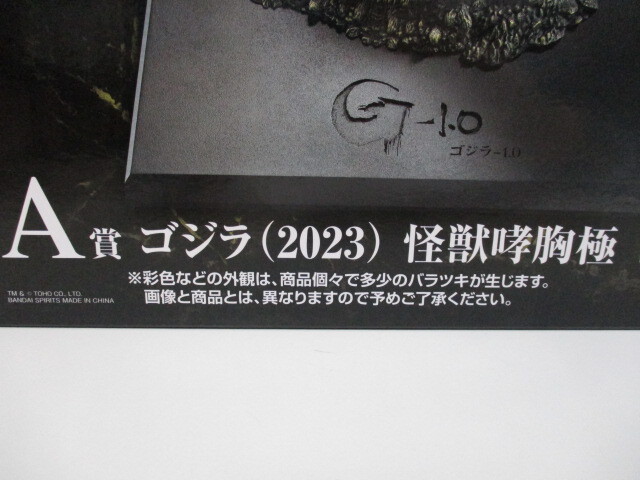 G-1.0
ゴジラ-1.0
A賞 ゴジラ(2023) 怪獣哮胸極
※彩色などの外観は、商品個々で多少のバラツキが生じます。
画像と商品とは、異なりますので予めご了承ください。
TM & © TOHO CO., LTD.
BANDAI SPIRITS MADE IN CHINA